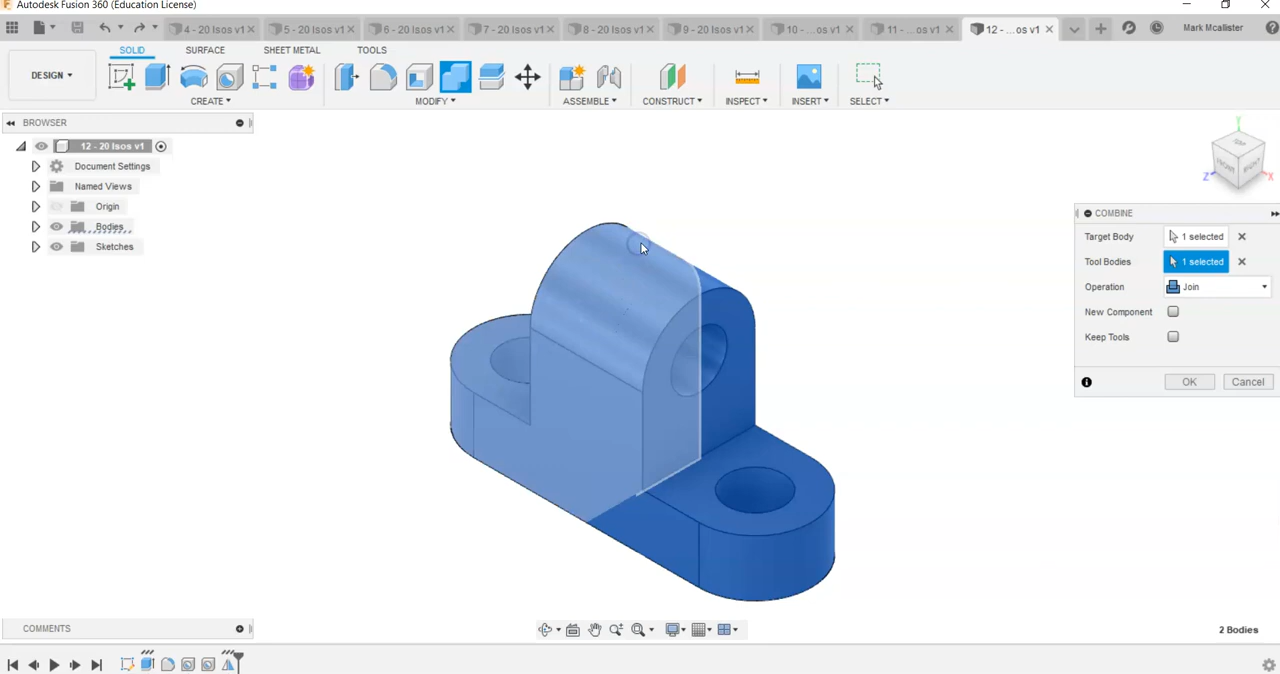 Autodesk Fusion 360 (Education License)
4 - 20 Isos v1 5 - 20 Isos v1 6 - 20 Isos v1 7 - 20 Isos v1 8 - 20 Isos v1 9 - 20 Isos v1 10 - ...os v1 11 - ...os v1 12 - ...os v1 Mark Mcalister
SOLID SURFACE SHEET METAL TOOLS
DESIGN
CREATE MODIFY ASSEMBLE CONSTRUCT INSPECT INSERT SELECT
BROWSER
12 - 20 Isos v1
Document Settings
Named Views
Origin
Bodies
Sketches
Y
TOP
FRONT RIGHT
Z X
COMBINE
Target Body 1 selected
Tool Bodies 1 selected
Operation Join
New Component
Keep Tools
OK Cancel
COMMENTS
2 Bodies